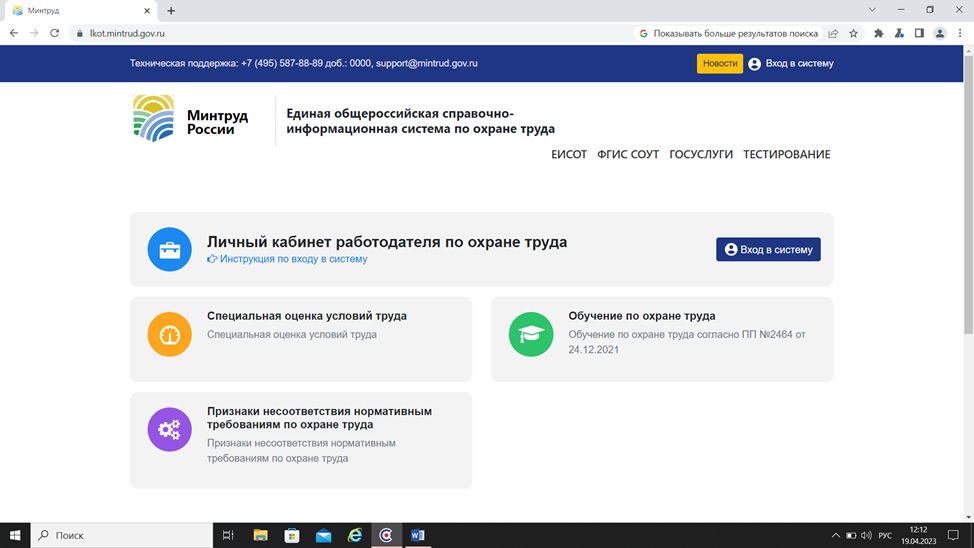 Минтруд
lkot.mintrud.gov.ru
Показывать больше результатов поиска
Техническая поддержка: +7 (495) 587-88-89 доб.: 0000, support@mintrud.gov.ru
Новости
Вход в систему
Минтруд
России
Единая общероссийская справочно-
информационная система по охране труда
ЕИСОТ ФГИС СОУТ ГОСУСЛУГИ ТЕСТИРОВАНИЕ
Личный кабинет работодателя по охране труда
Инструкция по входу в систему
Вход в систему
Специальная оценка условий труда
Специальная оценка условий труда
Обучение по охране труда
Обучение по охране труда согласно ПП №2464 от
24.12.2021
Признаки несоответствия нормативным
требованиям по охране труда
Признаки несоответствия нормативным
требованиям по охране труда
Поиск
РУС
12:12
19.04.2023